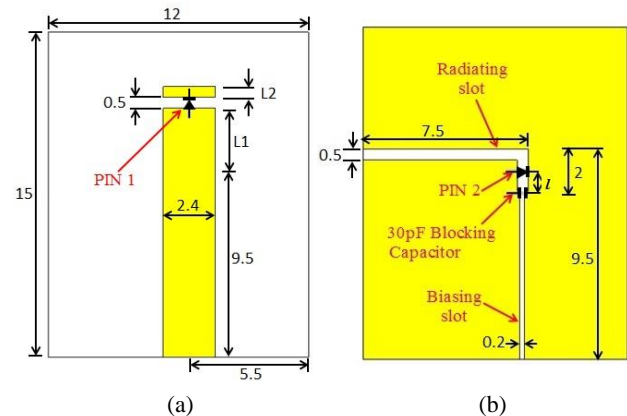 12
0.5
L2
L1
PIN 1
15
2.4
9.5
5.5
(a)
Radiating
slot
7.5
0.5
PIN 2
l
2
30pF Blocking
Capacitor
9.5
Biasing
slot
0.2
(b)